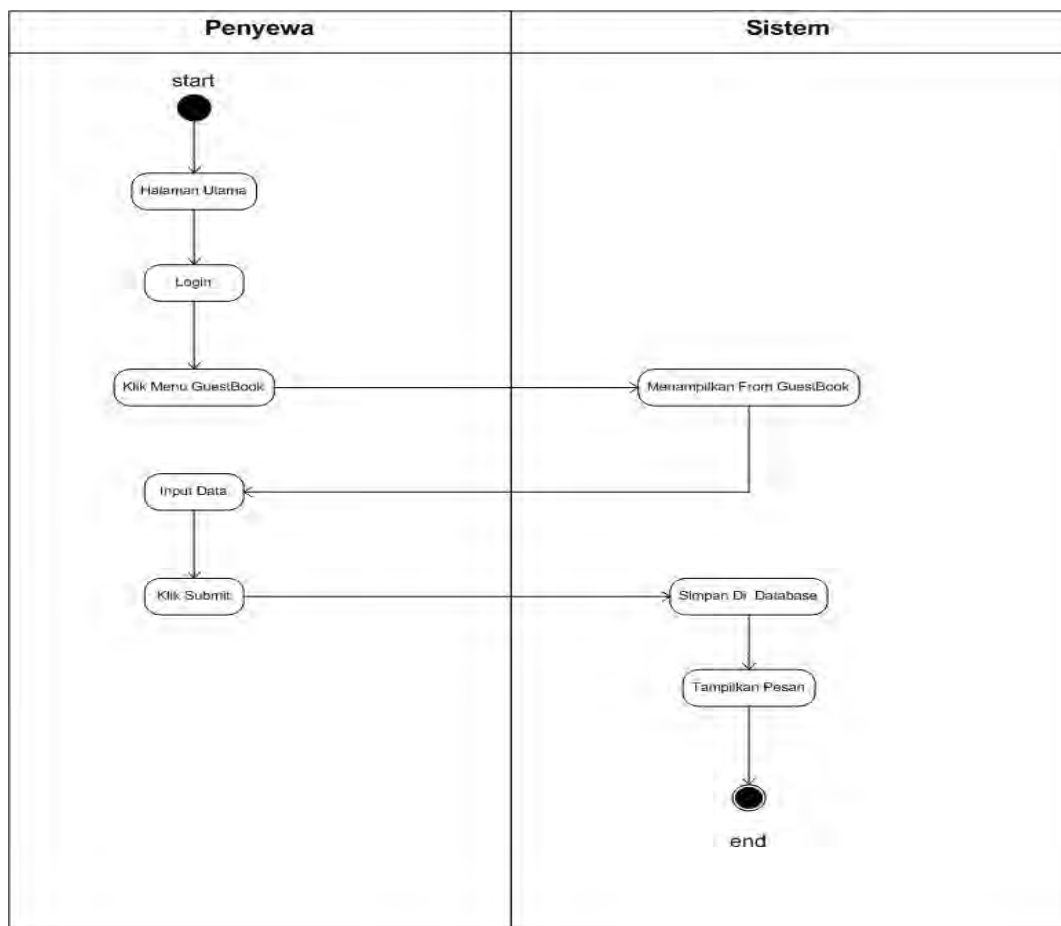 Penyewa
Sistem
start
Halaman Utama
Login
Klik Menu GuestBook
Menampilkan From GuestBook
Input Data
Klik Submit
Simpan Di Database
Tampilkan Pesan
end